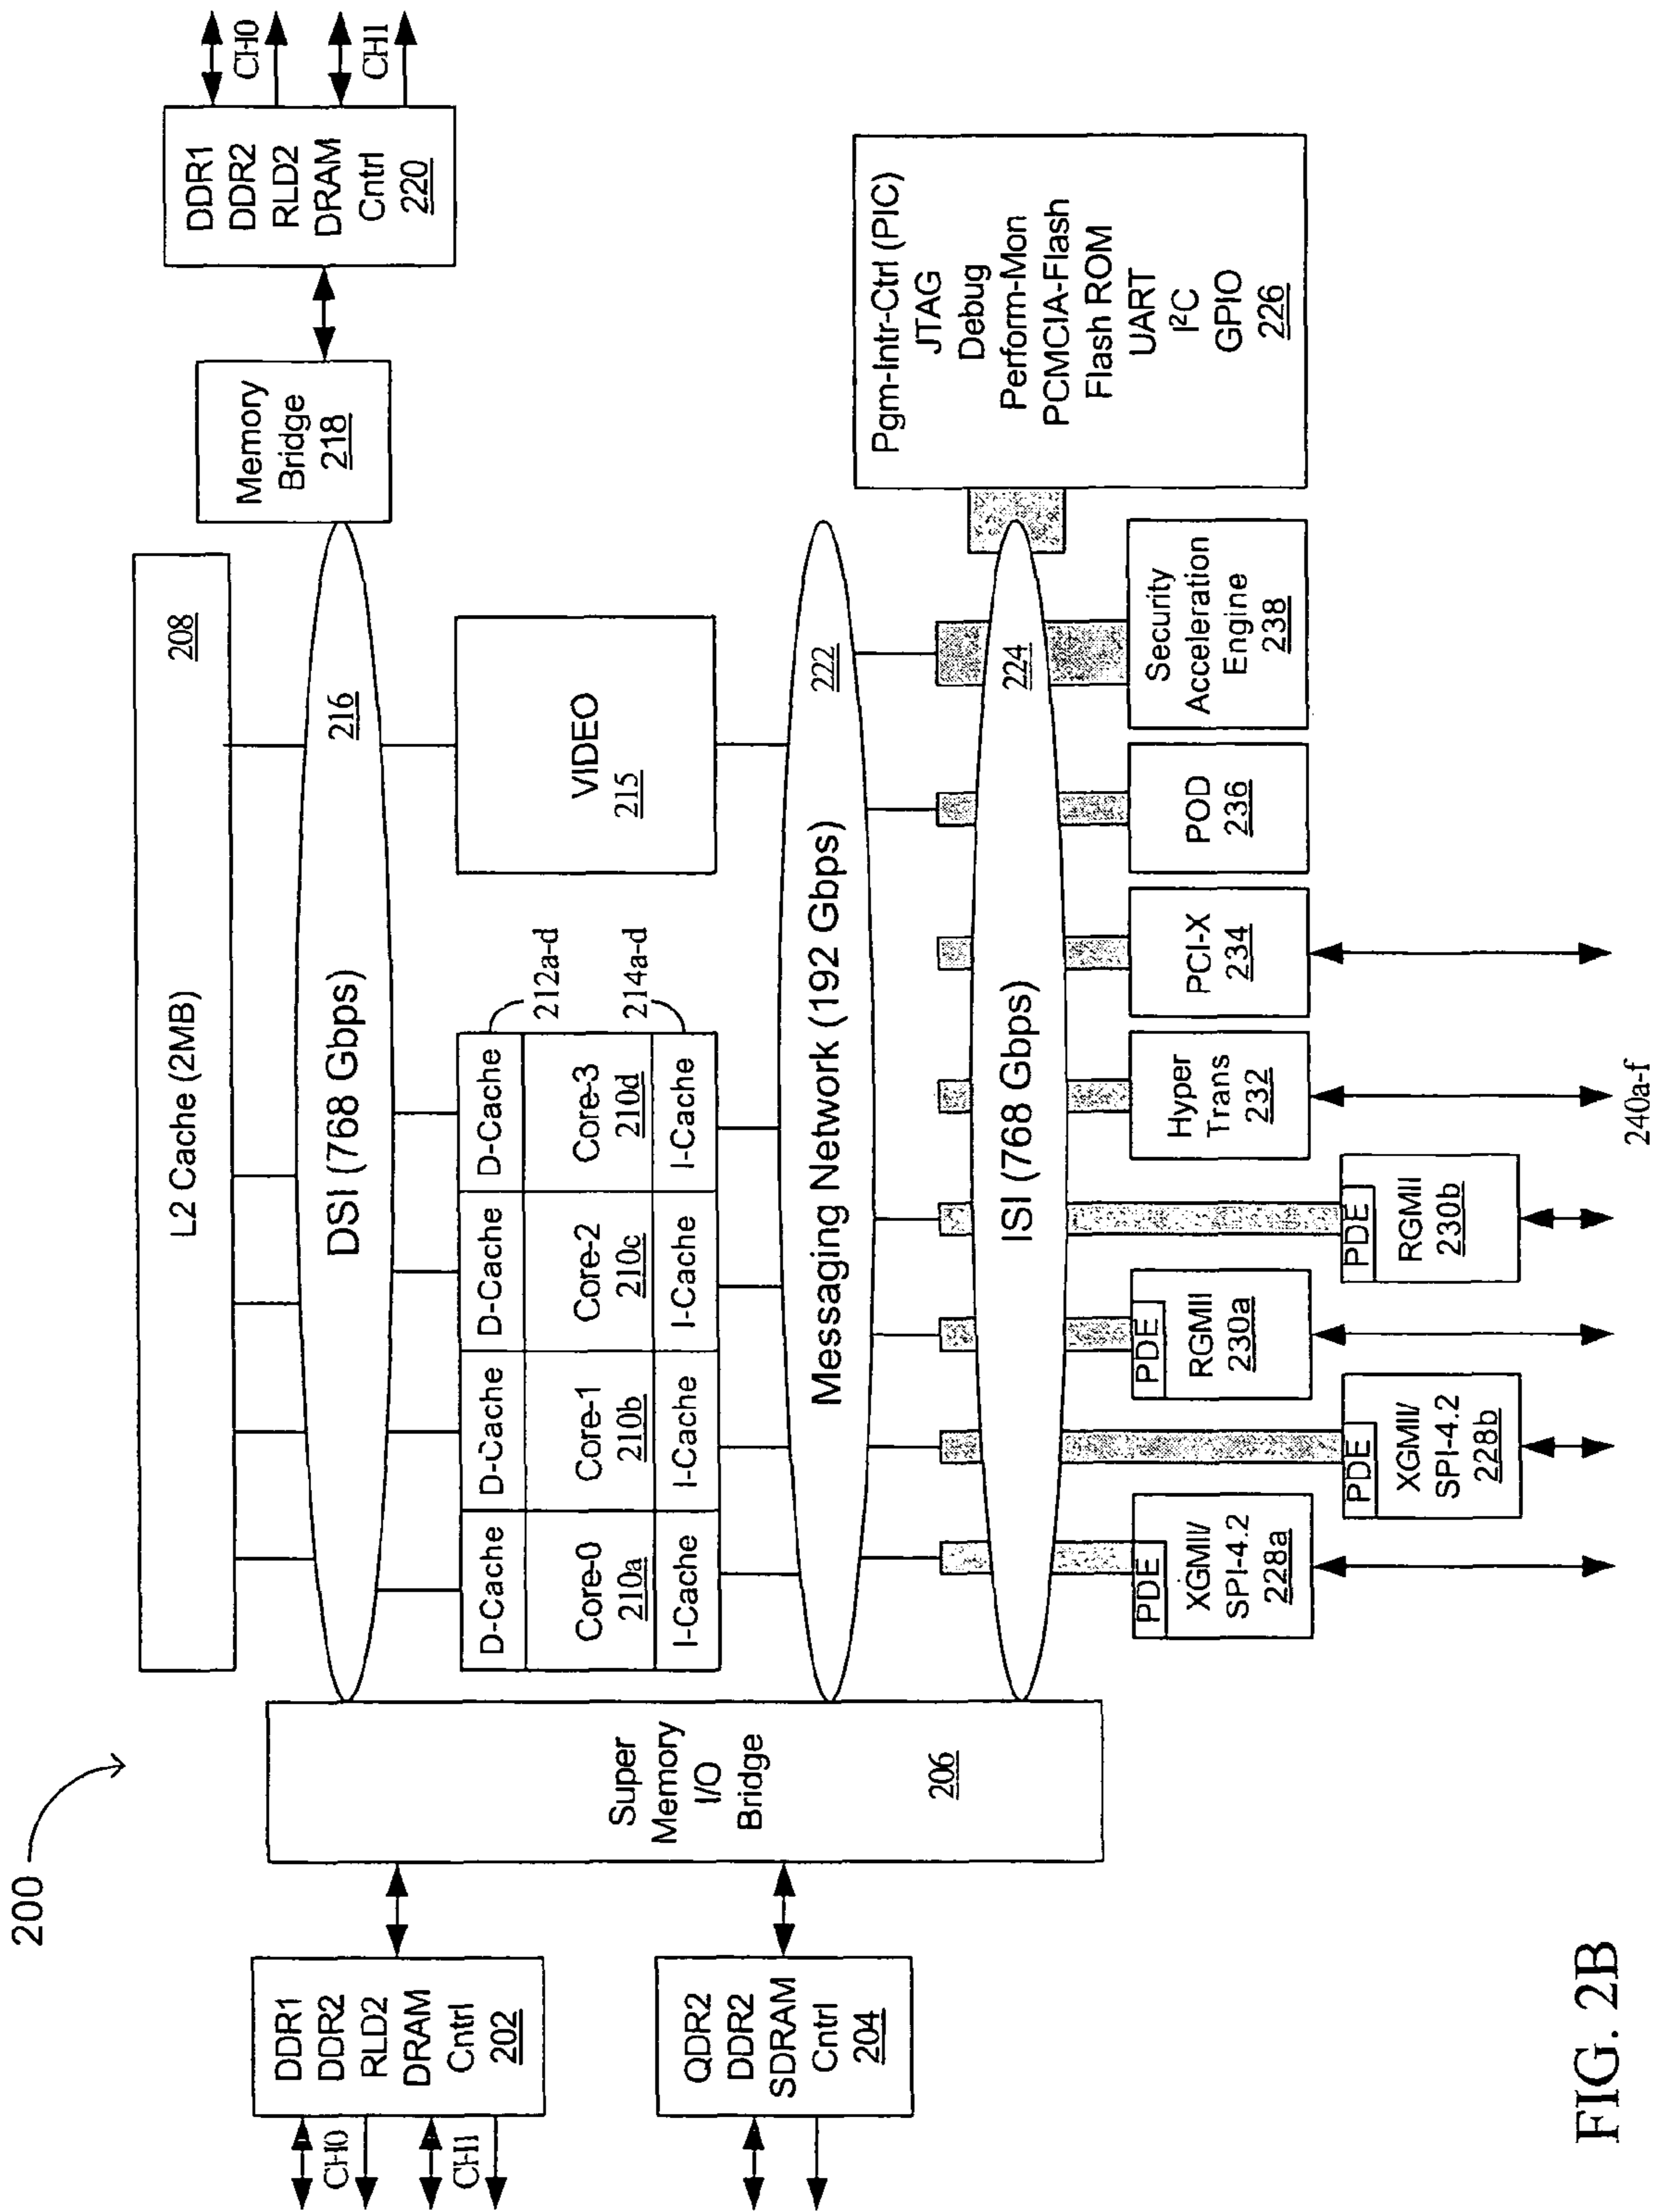 200
L2 Cache (2MB)
208
DDR1
DDR2
RLD2
DRAM
Cntrl
202
CH0
CH1
QDR2
DDR2
SDRAM
Cntrl
204
Super
Memory
I/O
Bridge
206
DSI (768 Gbps)
216
Memory
Bridge
218
DDR1
DDR2
RLD2
DRAM
Cntrl
220
CH0
CH1
D-Cache
D-Cache
D-Cache
D-Cache
212a-d
Core-0
210a
Core-1
210b
Core-2
210c
Core-3
210d
214a-d
I-Cache
I-Cache
I-Cache
I-Cache
VIDEO
215
Messaging Network (192 Gbps)
222
ISI (768 Gbps)
224
Pgm-Intr-Ctrl (PIC)
JTAG
Debug
Perform-Mon
PCMCIA-Flash
Flash ROM
UART
I²C
GPIO
226
PDE
XGMII/
SPI-4.2
228a
PDE
XGMII/
SPI-4.2
228b
PDE
RGMII
230a
PDE
RGMII
230b
Hyper
Trans
232
PCI-X
234
POD
236
Security
Acceleration
Engine
238
240a-f
FIG. 2B